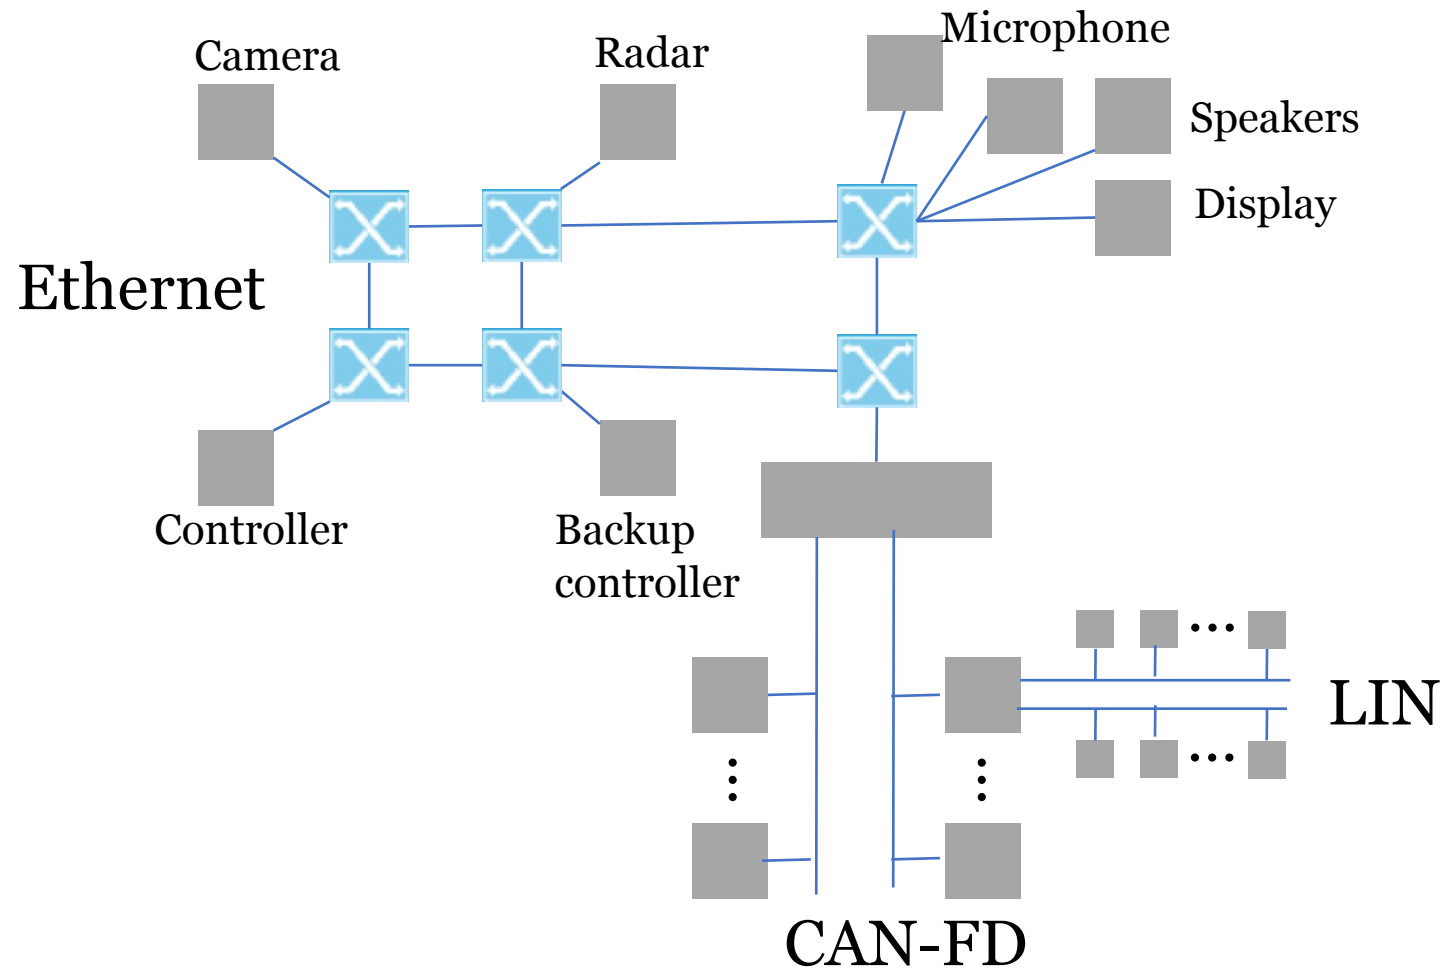 Microphone
Camera
Radar
Speakers
Display
Ethernet
Controller
Backup
controller
LIN
CAN-FD